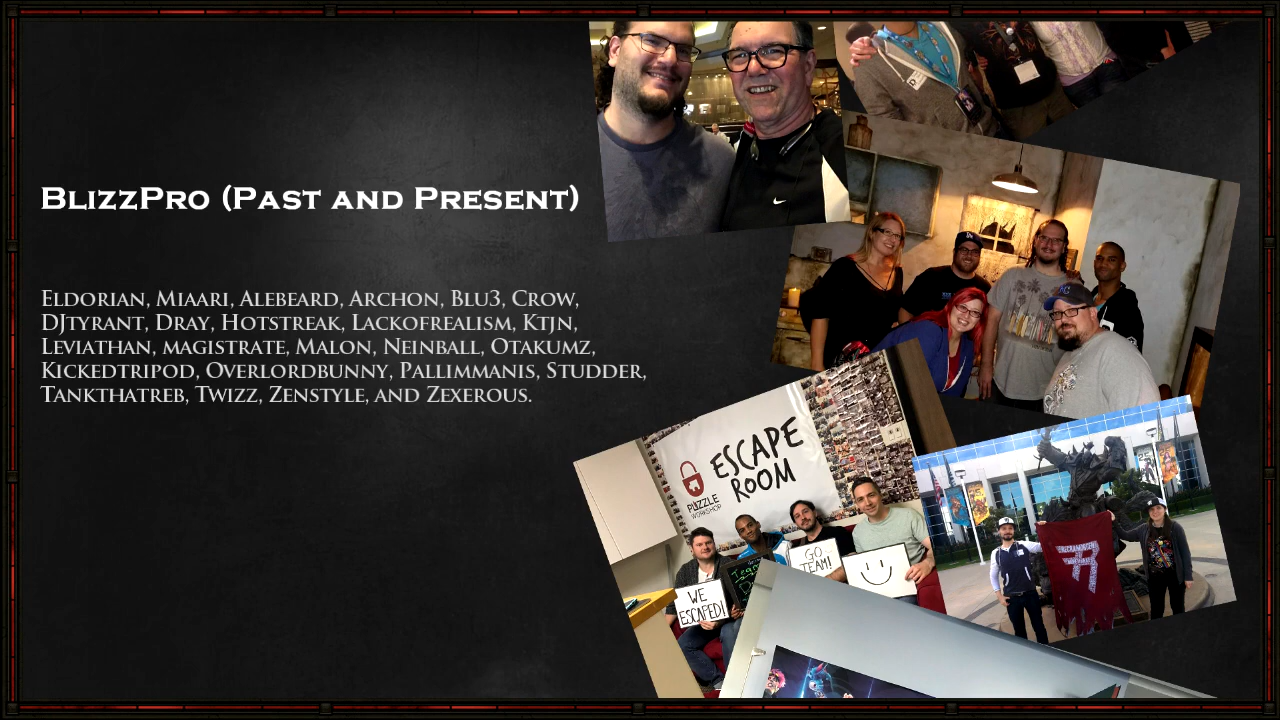 BlizzPro (Past and Present)
Eldorian, Miaari, Alebeard, Archon, Blu3, Crow,
DJtyrant, Dray, Hotstreak, Lackofrealism, Ktjn,
Leviathan, magistrate, Malon, Neinball, Otakumz,
Kickedtripod, Overlordbunny, Pallimmanis, Studder,
Tankthatreb, Twizz, Zenstyle, and Zexerous.
ESCAPE
ROOM
PUZZLE
WORKSHOP
GO
TEAM!
WE
ESCAPED!